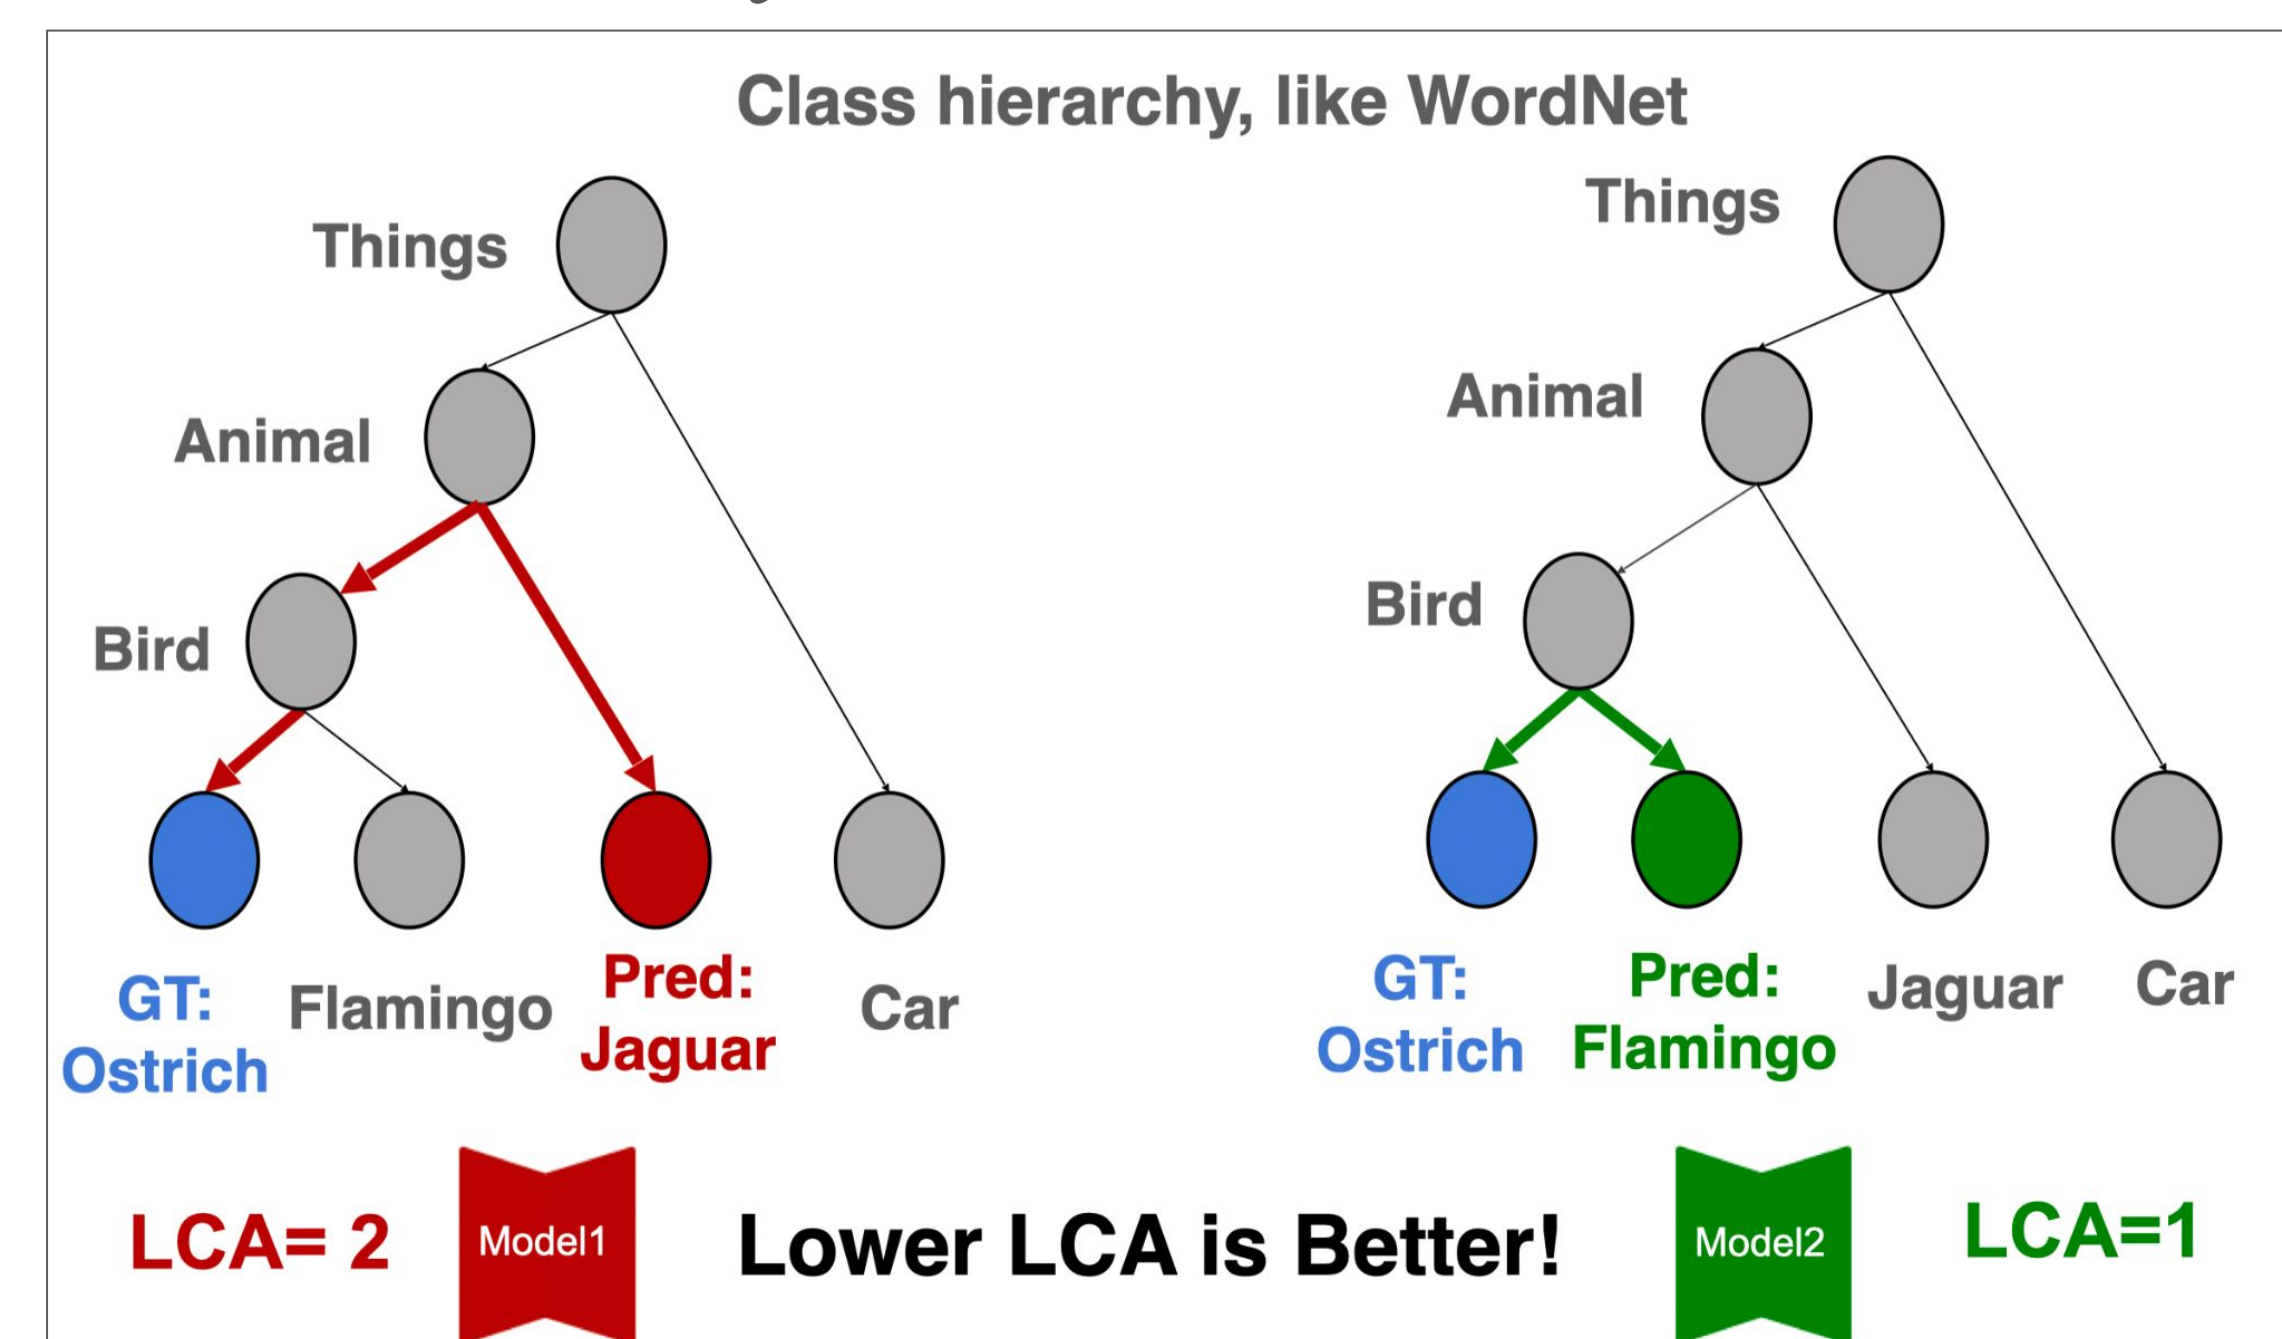 Class hierarchy, like WordNet
Things
Animal
Bird
GT:
Ostrich
Flamingo
Pred:
Jaguar
Car
Things
Animal
Bird
GT:
Ostrich
Pred:
Flamingo
Jaguar
Car
LCA= 2
Model1
Lower LCA is Better!
Model2
LCA=1